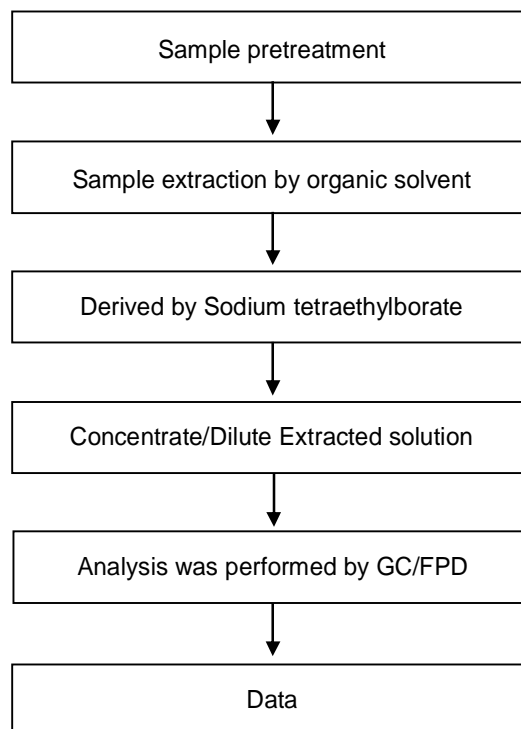 Sample pretreatment
Sample extraction by organic solvent
Derived by Sodium tetraethylborate
Concentrate/Dilute Extracted solution
Analysis was performed by GC/FPD
Data